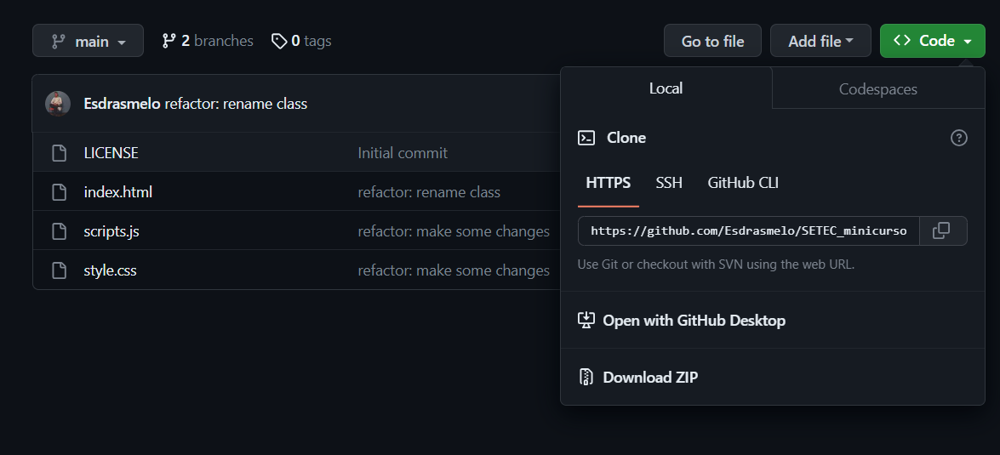 main 2 branches 0 tags Go to file Add file Code
Local Codespaces
Esdrasmelo refactor: rename class
Clone
LICENSE Initial commit
HTTPS SSH GitHub CLI
index.html refactor: rename class
scripts.js refactor: make some changes
https://github.com/Esdrasmelo/SETEC_minicurso
style.css refactor: make some changes
Use Git or checkout with SVN using the web URL.
Open with GitHub Desktop
Download ZIP